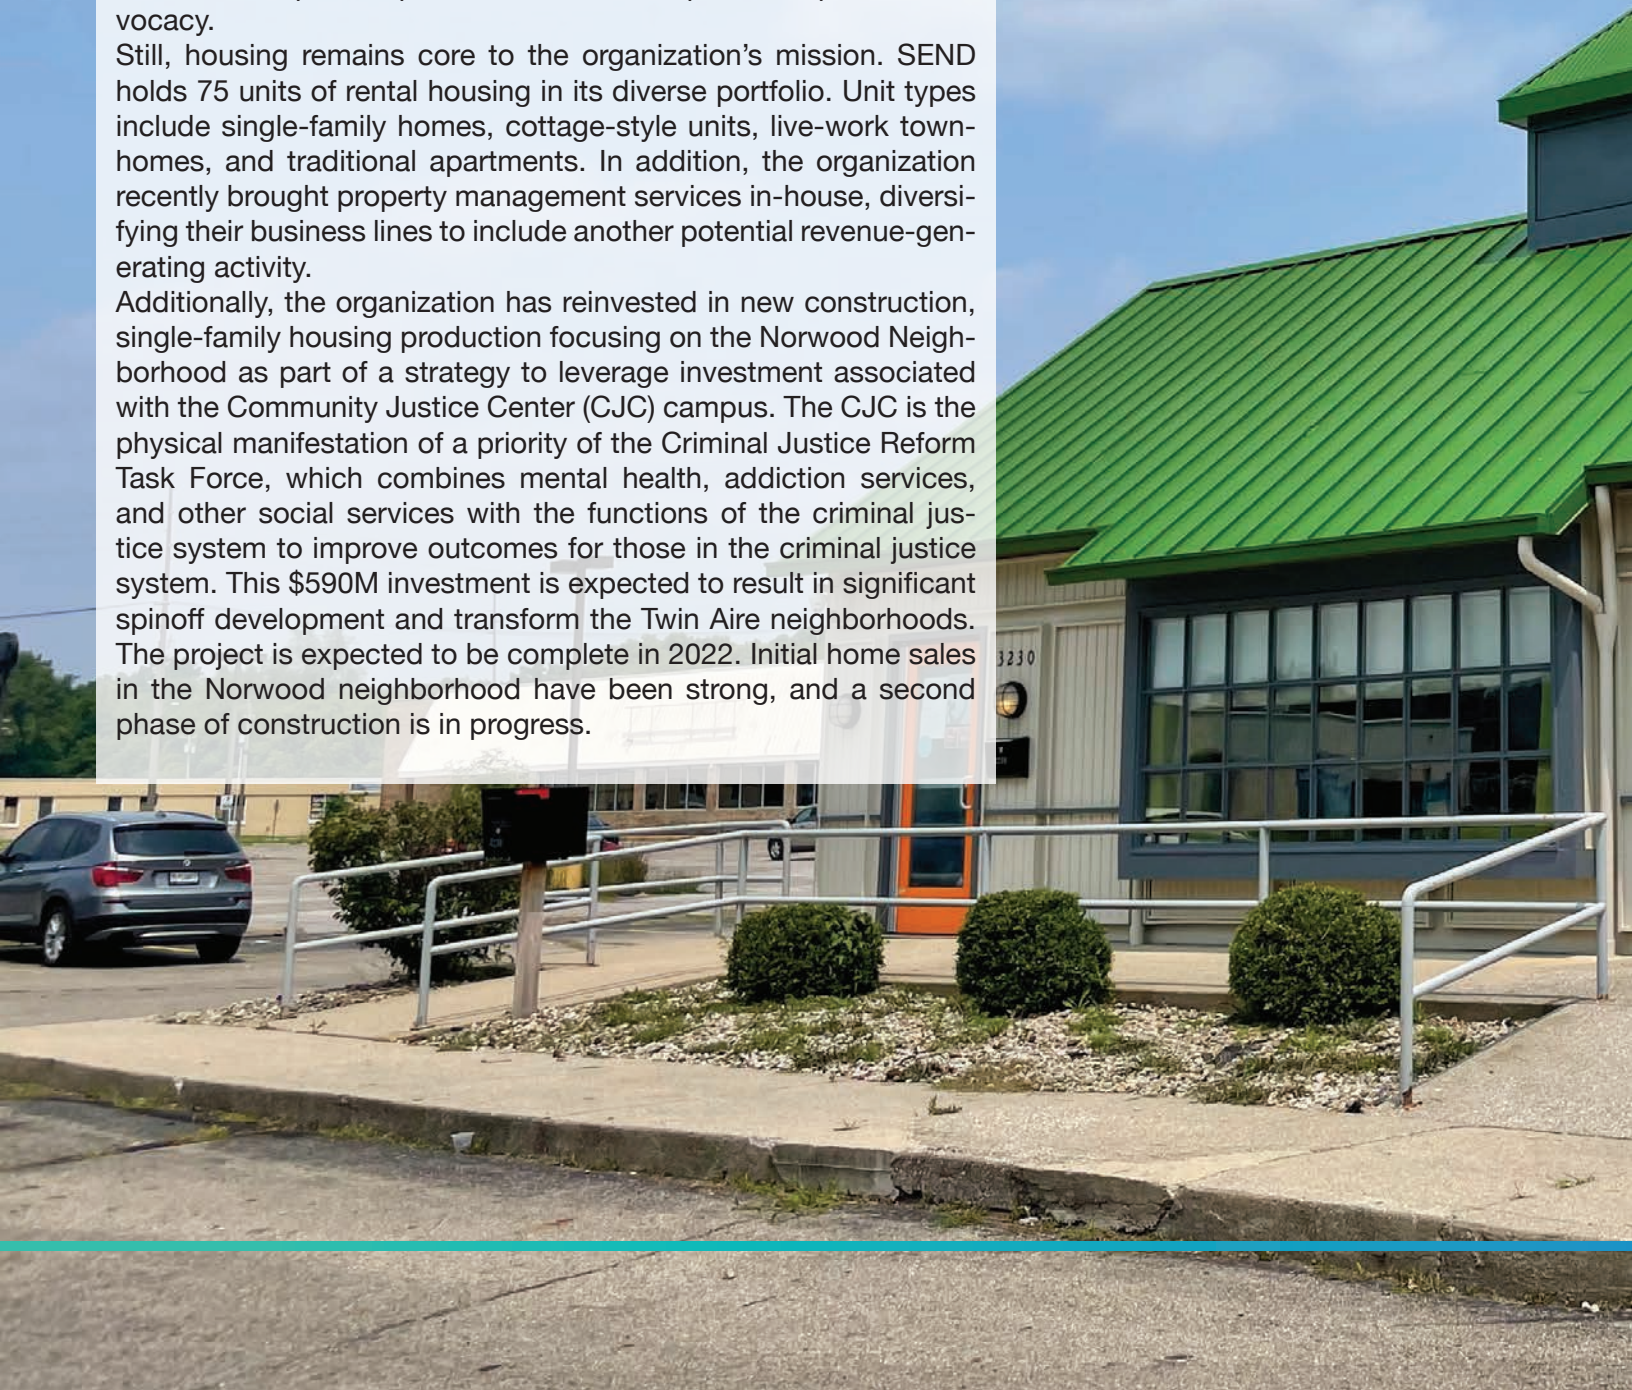 vocacy.
Still, housing remains core to the organization’s mission. SEND
holds 75 units of rental housing in its diverse portfolio. Unit types
include single-family homes, cottage-style units, live-work town-
homes, and traditional apartments. In addition, the organization
recently brought property management services in-house, diversi-
fying their business lines to include another potential revenue-gen-
erating activity.
Additionally, the organization has reinvested in new construction,
single-family housing production focusing on the Norwood Neigh-
borhood as part of a strategy to leverage investment associated
with the Community Justice Center (CJC) campus. The CJC is the
physical manifestation of a priority of the Criminal Justice Reform
Task Force, which combines mental health, addiction services,
and other social services with the functions of the criminal jus-
tice system to improve outcomes for those in the criminal justice
system. This $590M investment is expected to result in significant
spinoff development and transform the Twin Aire neighborhoods.
The project is expected to be complete in 2022. Initial home sales
in the Norwood neighborhood have been strong, and a second
phase of construction is in progress.
3230